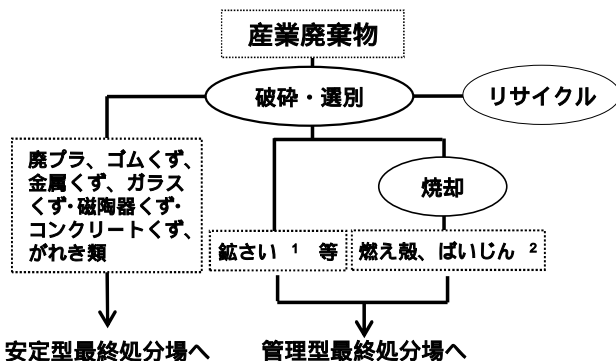 産業廃棄物
破砕・選別
リサイクル
廃プラ、ゴムくず、
金属くず、ガラス
くず・磁陶器くず・
コンクリートくず、
がれき類
焼却
鉱さい 1 等
燃え殻、ばいじん 2
安定型最終処分場へ
管理型最終処分場へ